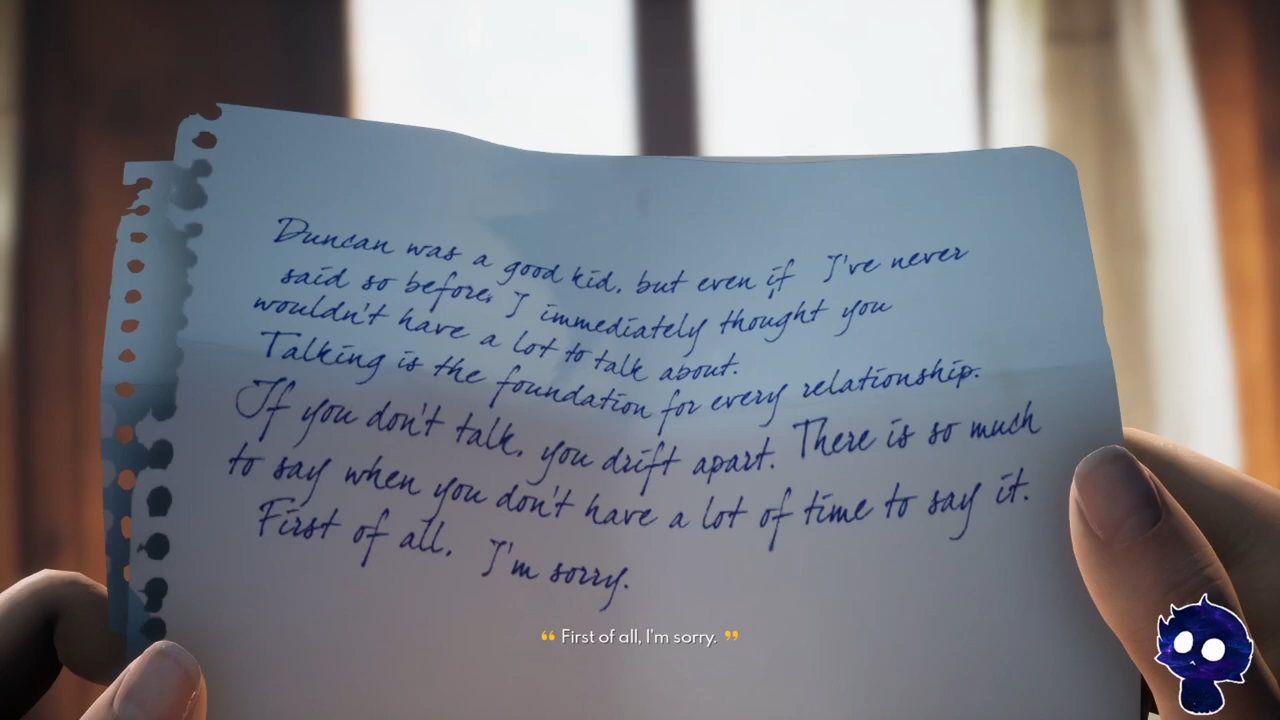 Duncan was a good kid, but even if I've never
said so before, I immediately thought you
wouldn't have a lot to talk about.
Talking is the foundation for every relationship.
If you don't talk, you drift apart. There is so much
to say when you don't have a lot of time to say it.
First of all, I'm sorry.
“ First of all, I'm sorry. ”